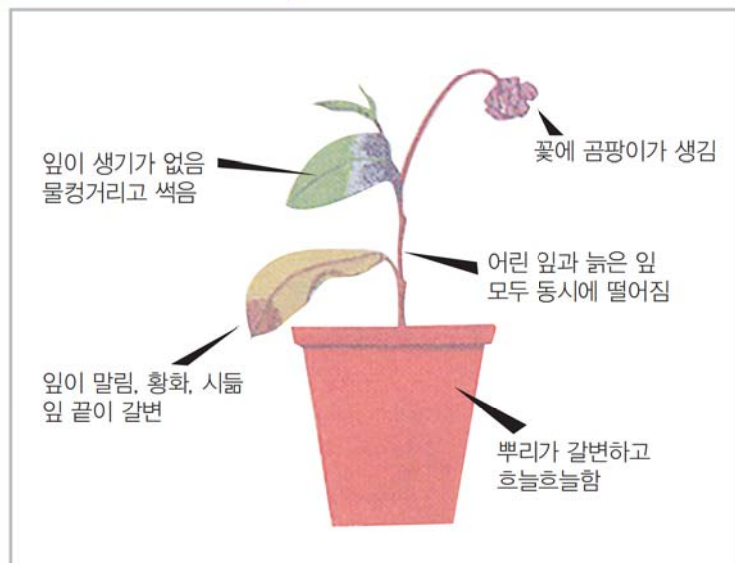 꽃에 곰팡이가 생김
잎이 생기가 없음
물컹거리고 썩음
어린 잎과 늙은 잎
모두 동시에 떨어짐
잎이 말림, 황화, 시듦
잎 끝이 갈변
뿌리가 갈변하고
흐늘흐늘함